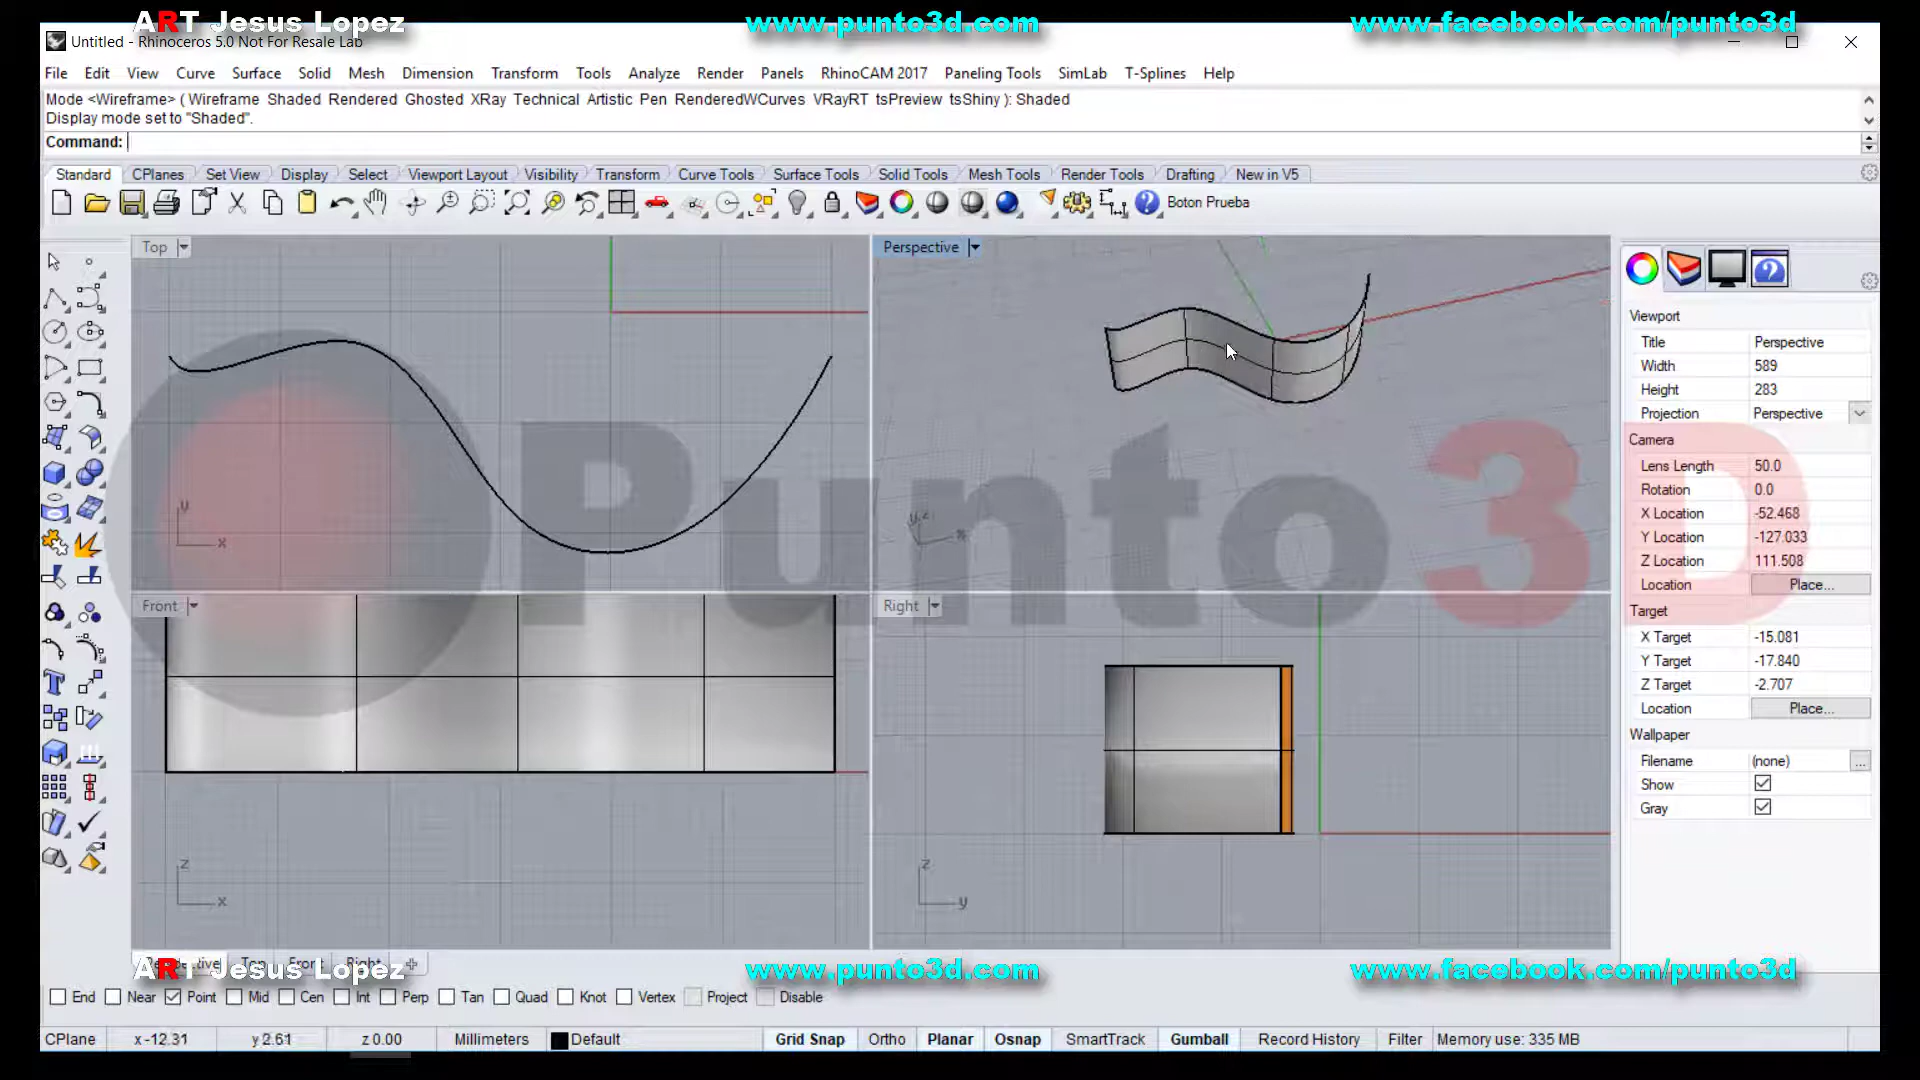 ART Jesus Lopez
www.punto3d.com
www.facebook.com/punto3d
Untitled - Rhinoceros 5.0 Not For Resale Lab
File Edit View Curve Surface Solid Mesh Dimension Transform Tools Analyze Render Panels RhinoCAM 2017 Paneling Tools SimLab T-Splines Help
Mode <Wireframe> ( Wireframe Shaded Rendered Ghosted XRay Technical Artistic Pen RenderedWCurves VRayRT tsPreview tsShiny ): Shaded
Display mode set to "Shaded".
Command:
Standard CPlanes Set View Display Select Viewport Layout Visibility Transform Curve Tools Surface Tools Solid Tools Mesh Tools Render Tools Drafting New in V5
Boton Prueba
Top
Perspective
Front
Right
Punto 3D
y
x
z
x
z
y
Viewport
Title Perspective
Width 589
Height 283
Projection Perspective
Camera
Lens Length 50.0
Rotation 0.0
X Location -52.468
Y Location -127.033
Z Location 111.508
Location Place...
Target
X Target -15.081
Y Target -17.840
Z Target -2.707
Location Place...
Wallpaper
Filename (none) ...
Show
Gray
Top Front Right
ART Jesus Lopez
www.punto3d.com
www.facebook.com/punto3d
End Near Point Mid Cen Int Perp Tan Quad Knot Vertex Project Disable
CPlane x -12.31 y 2.61 z 0.00 Millimeters Default Grid Snap Ortho Planar Osnap SmartTrack Gumball Record History Filter Memory use: 335 MB